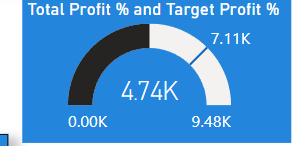 Total Profit % and Target Profit %
7.11K
4.74K
0.00K
9.48K